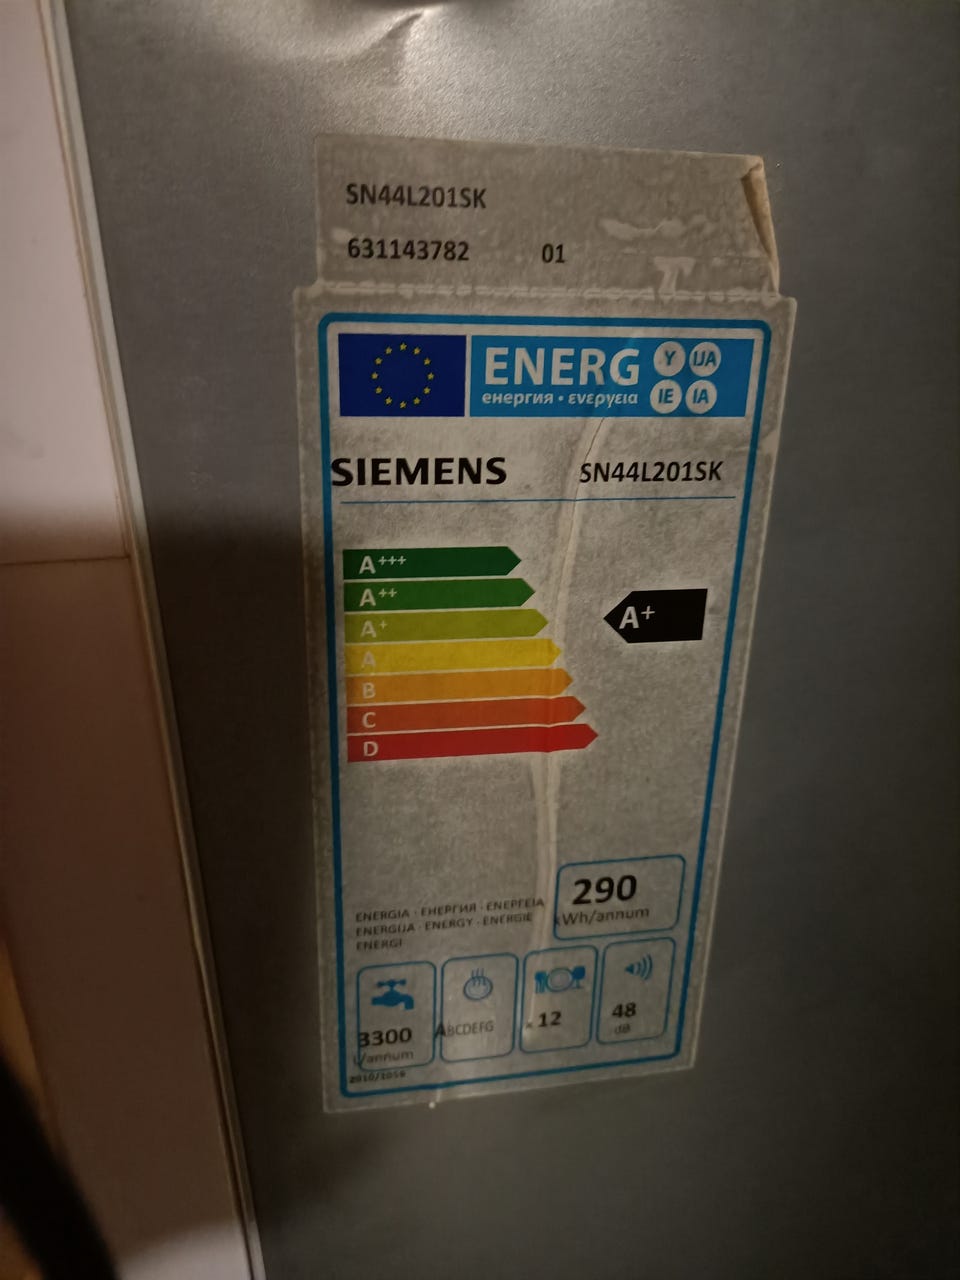 SN44L201SK
631143782 01
ENERG Y IJA
енергия · ενεργεια IE IA
SIEMENS SN44L201SK
A+++
A++
A+
A
B
C
D
A+
290
kWh/annum
ENERGIA · ЕНЕРГИЯ · ΕΝΕΡΓΕΙΑ
ENERGIJA · ENERGY · ENERGIE
ENERGI
3300
L/annum
ABCDEFG
x 12
48
dB
2010/1059